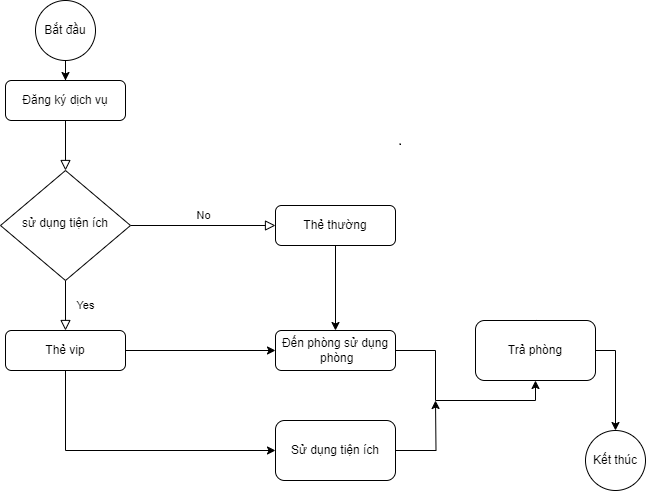 Bắt đầu
Đăng ký dịch vụ
sử dụng tiện ích
No
Thẻ thường
Yes
Thẻ vip
Đến phòng sử dụng
phòng
Trả phòng
Sử dụng tiện ích
Kết thúc
.